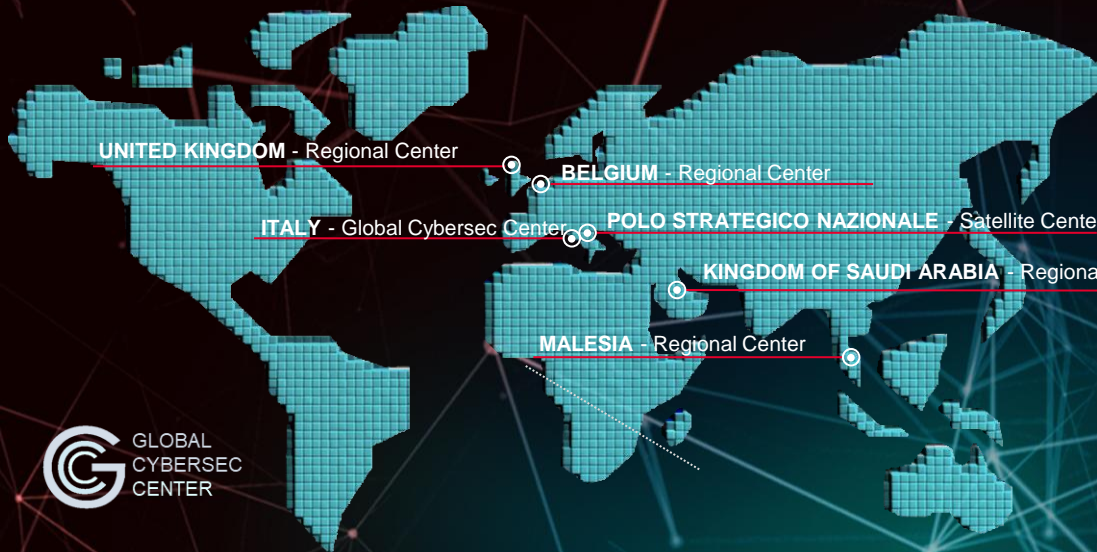 UNITED KINGDOM - Regional Center
BELGIUM - Regional Center
ITALY - Global Cybersec Center
POLO STRATEGICO NAZIONALE - Satellite Cente
KINGDOM OF SAUDI ARABIA - Regiona
MALESIA - Regional Center
GLOBAL
CYBERSEC
CENTER